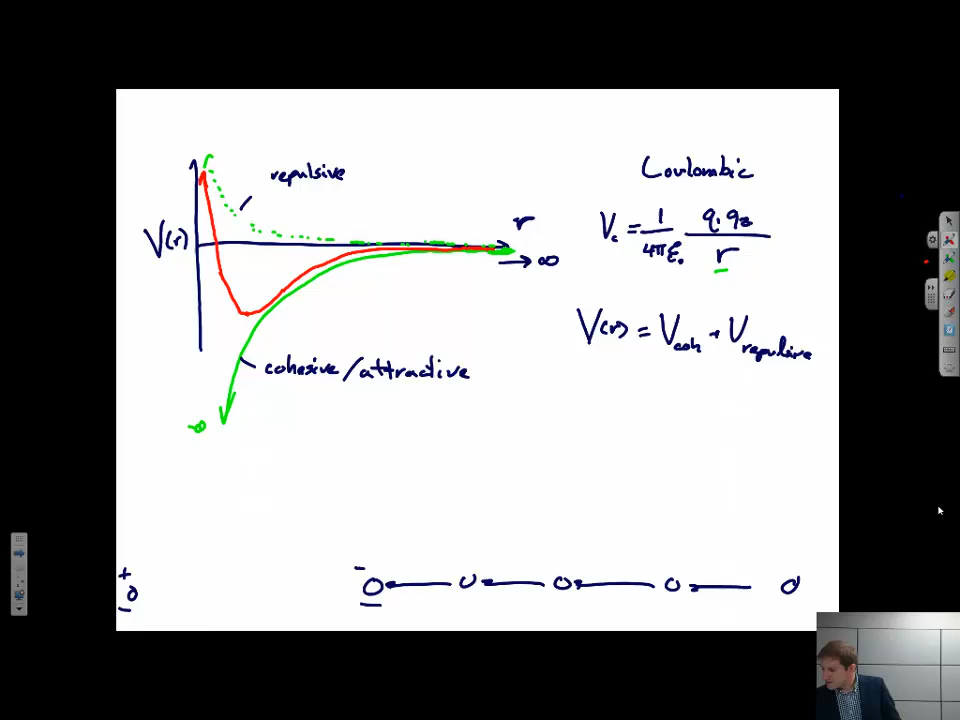 repulsive
V(r)
r
→ ∞
cohesive/attractive
-∞
Coulombic
V_c = 1/4πε₀ q₁q₂/r
V(r) = V_coh + V_repulsive
+
-